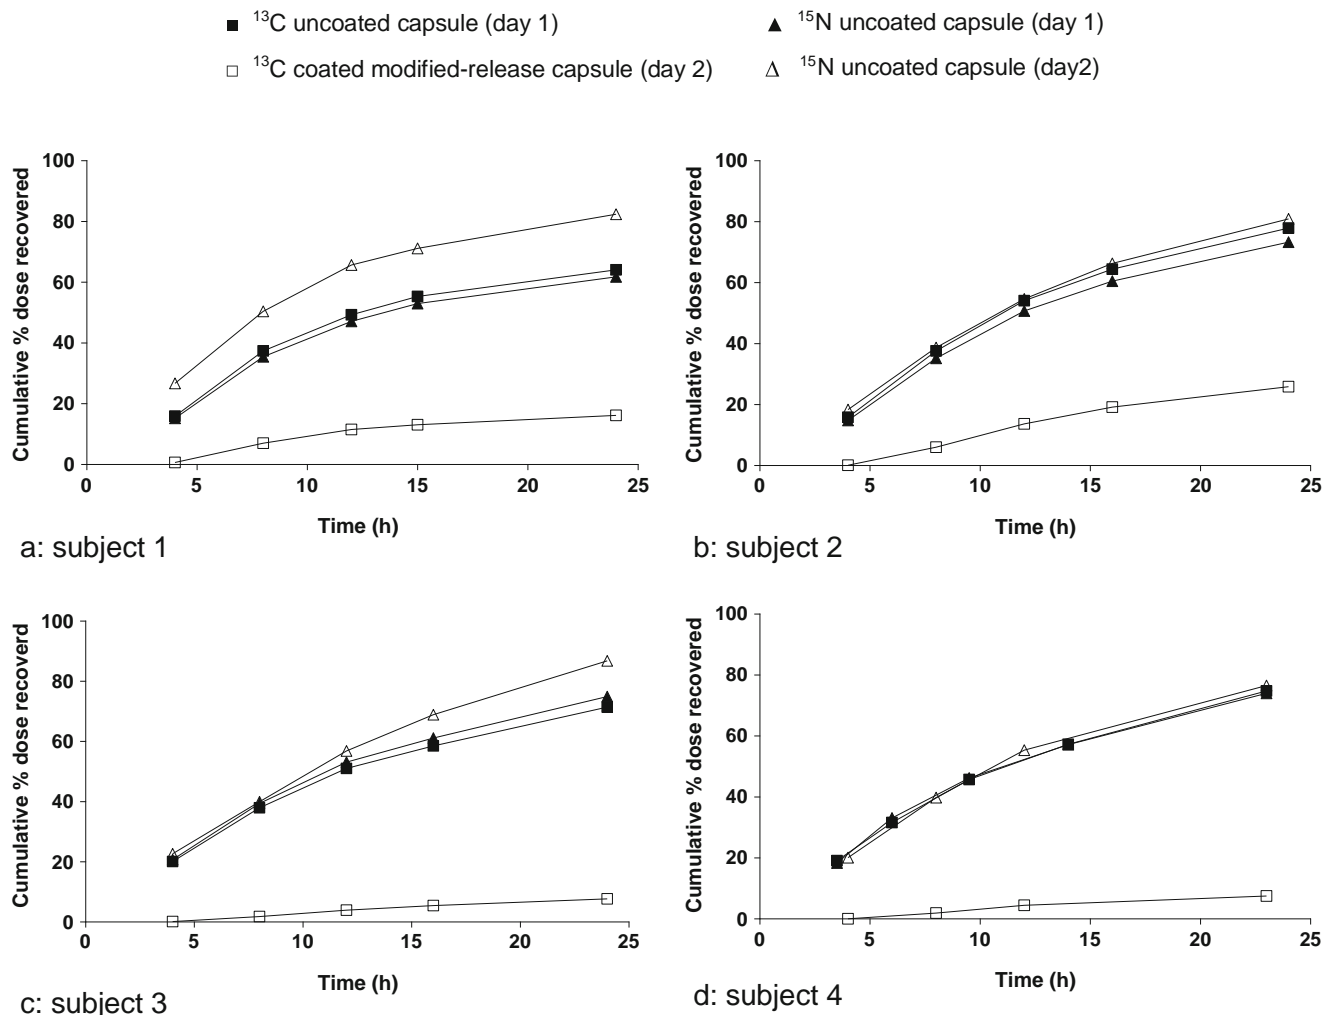 ■ ¹³C uncoated capsule (day 1) ▲ ¹⁵N uncoated capsule (day 1)
□ ¹³C coated modified-release capsule (day 2) △ ¹⁵N uncoated capsule (day2)
Cumulative % dose recovered
100
80
60
40
20
0
0 5 10 15 20 25
Time (h)
a: subject 1
Cumulative % dose recovered
100
80
60
40
20
0
0 5 10 15 20 25
Time (h)
b: subject 2
Cumulative % dose recoverd
100
80
60
40
20
0
0 5 10 15 20 25
Time (h)
c: subject 3
Cumulative % dose recovered
100
80
60
40
20
0
0 5 10 15 20 25
Time (h)
d: subject 4